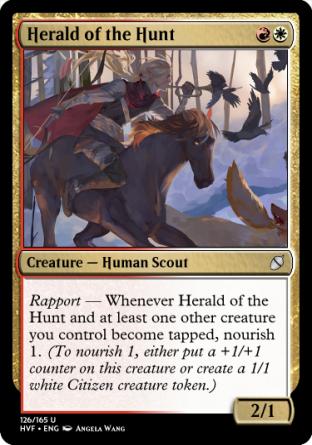 Herald of the Hunt
Creature — Human Scout
Rapport — Whenever Herald of the
Hunt and at least one other creature
you control become tapped, nourish
1. (To nourish 1, either put a +1/+1
counter on this creature or create a 1/1
white Citizen creature token.)
2/1
126/165 U
HVF • ENG Angela Wang